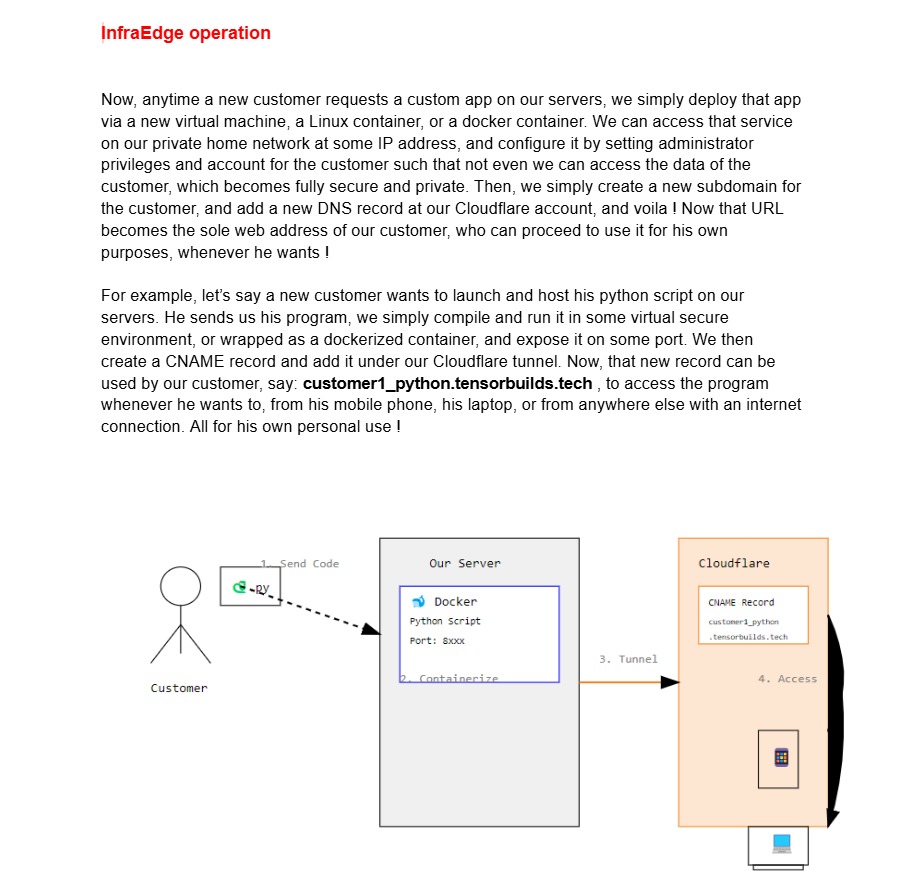 InfraEdge operation
Now, anytime a new customer requests a custom app on our servers, we simply deploy that app
via a new virtual machine, a Linux container, or a docker container. We can access that service
on our private home network at some IP address, and configure it by setting administrator
privileges and account for the customer such that not even we can access the data of the
customer, which becomes fully secure and private. Then, we simply create a new subdomain for
the customer, and add a new DNS record at our Cloudflare account, and voila ! Now that URL
becomes the sole web address of our customer, who can proceed to use it for his own
purposes, whenever he wants !
For example, let’s say a new customer wants to launch and host his python script on our
servers. He sends us his program, we simply compile and run it in some virtual secure
environment, or wrapped as a dockerized container, and expose it on some port. We then
create a CNAME record and add it under our Cloudflare tunnel. Now, that new record can be
used by our customer, say: customer1_python.tensorbuilds.tech , to access the program
whenever he wants to, from his mobile phone, his laptop, or from anywhere else with an internet
connection. All for his own personal use !
1. Send Code
.py
Customer
Our Server
Docker
Python Script
Port: 8xxx
2. Containerize
3. Tunnel
Cloudflare
CNAME Record
customer1_python
.tensorbuilds.tech
4. Access